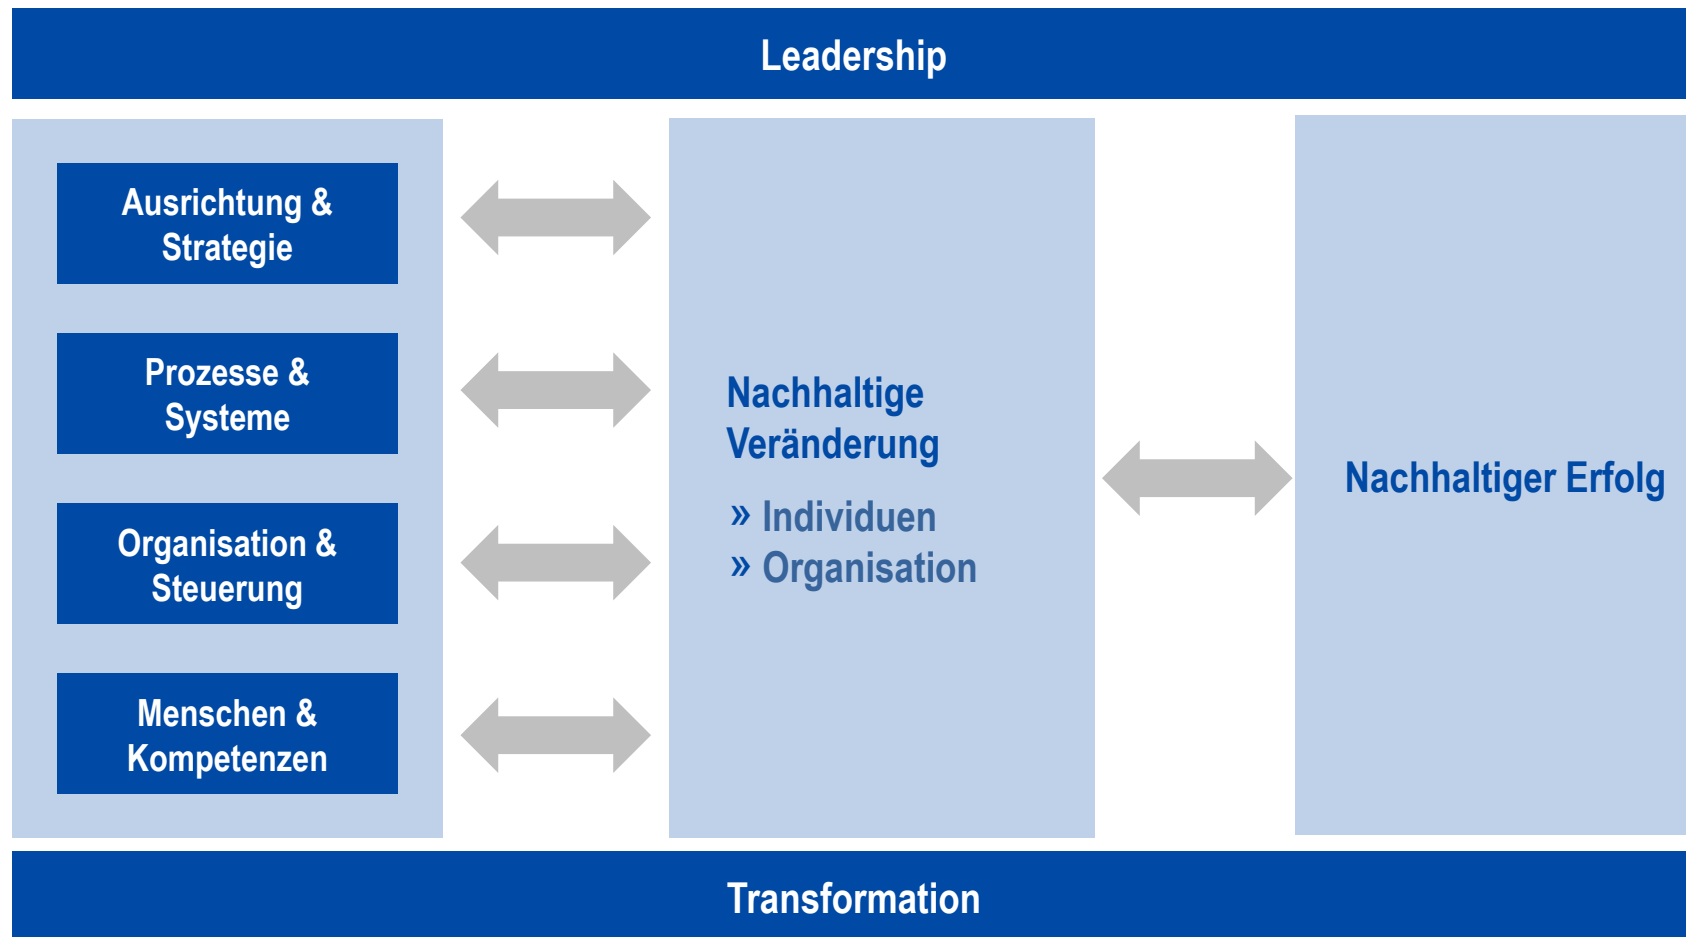 Leadership
Ausrichtung &
Strategie
Prozesse &
Systeme
Organisation &
Steuerung
Menschen &
Kompetenzen
Nachhaltige
Veränderung
» Individuen
» Organisation
Nachhaltiger Erfolg
Transformation